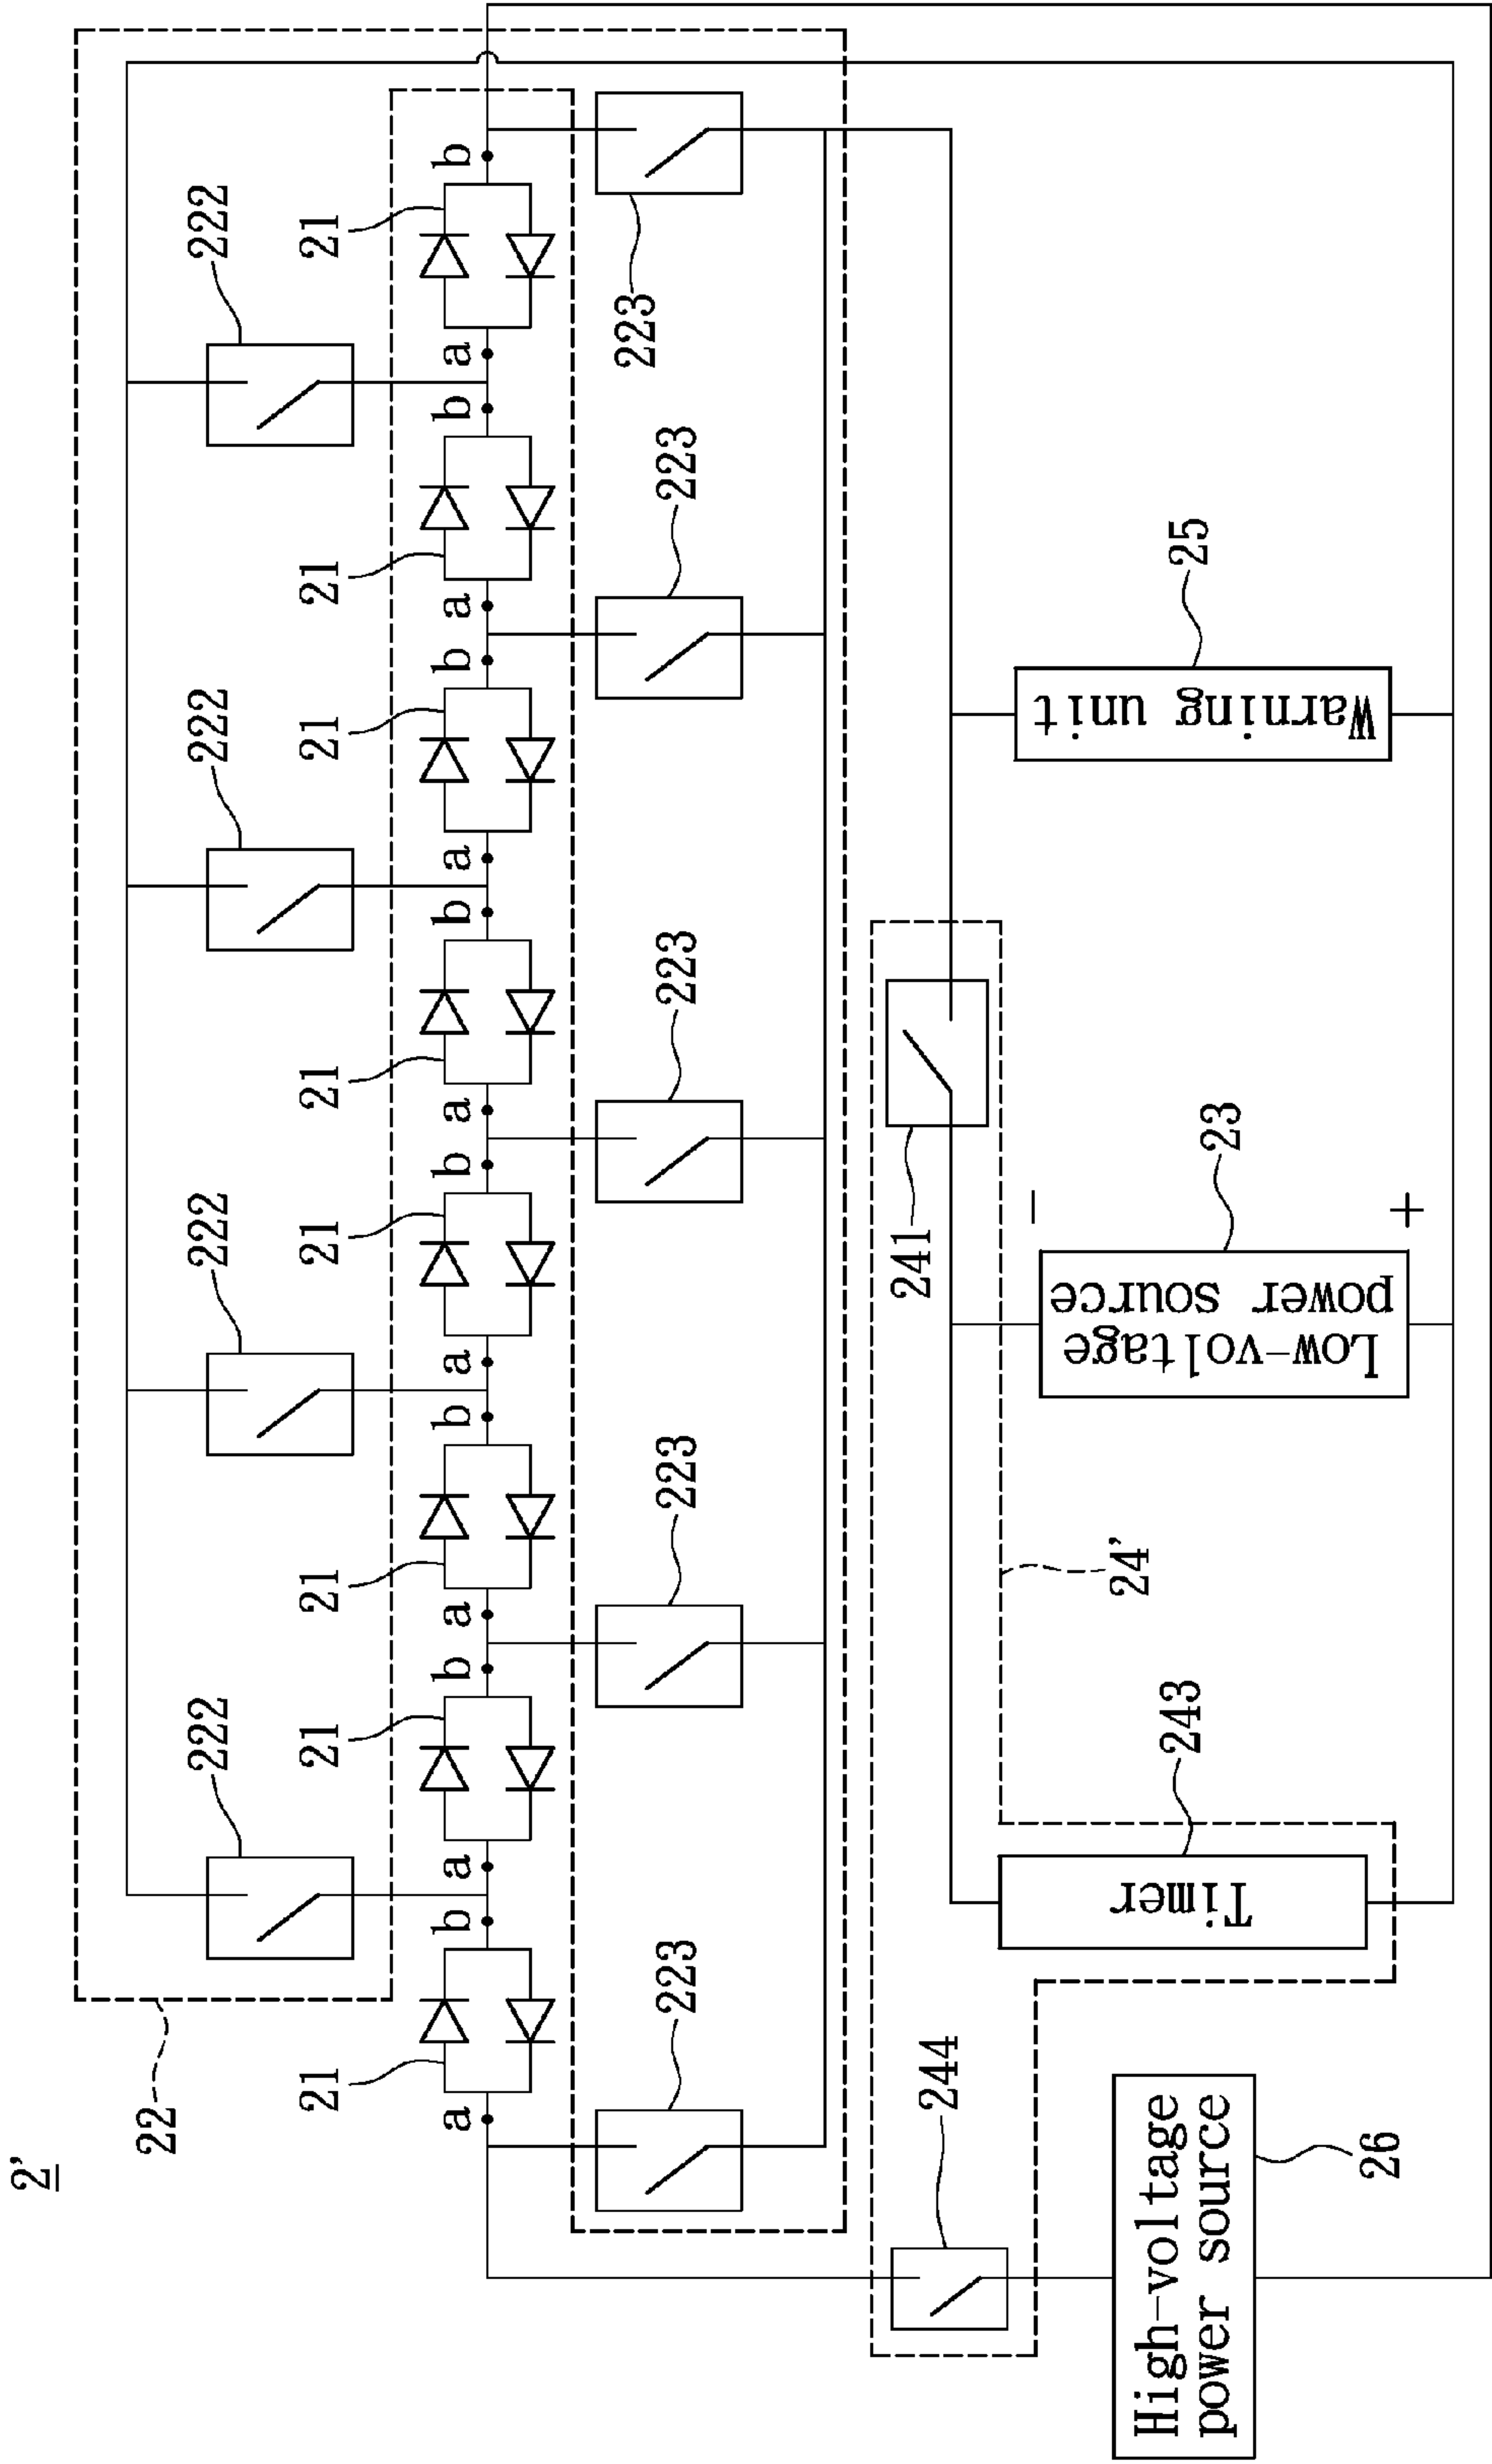 2'
22
222
222
222
222
21
21
21
21
21
21
21
21
a
b
a
b
a
b
a
b
a
b
a
b
a
b
a
b
223
223
223
223
223
244
241
24'
243
23
25
26
High-voltage
power source
Timer
Low-voltage
power source
−
+
Warning unit